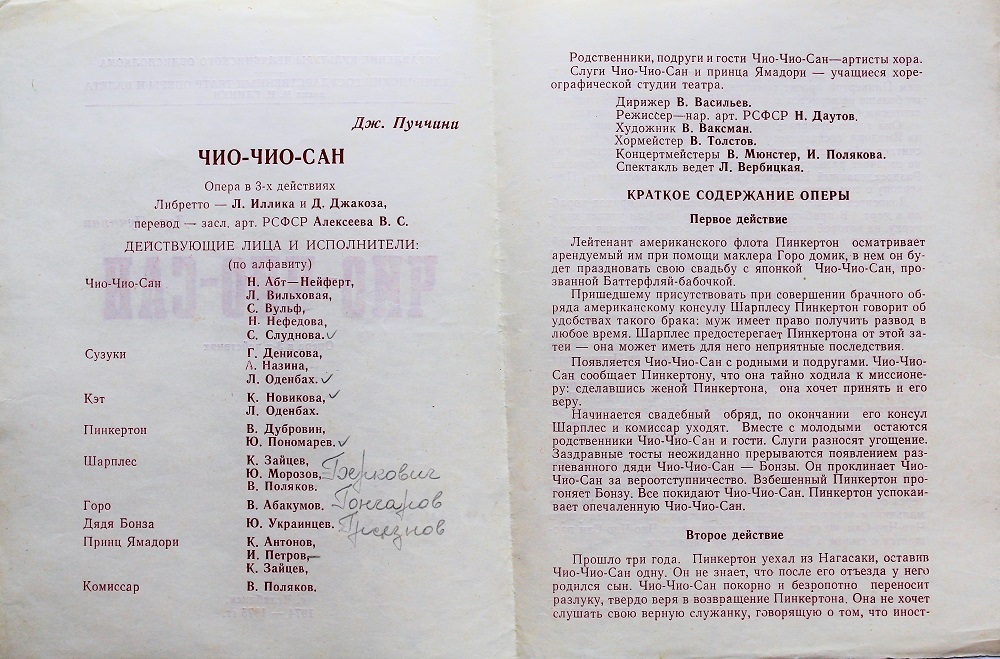 Дж. Пуччини
ЧИО-ЧИО-САН
Опера в 3-х действиях
Либретто — Л. Иллика и Д. Джакоза,
перевод — засл. арт. РСФСР Алексеева В. С.
ДЕЙСТВУЮЩИЕ ЛИЦА И ИСПОЛНИТЕЛИ:
(по алфавиту)
Чио-Чио-Сан Н. Абт—Нейферт,
Л. Вильховая,
С. Вульф,
Н. Нефедова,
С. Слуднова. ✓
Сузуки Г. Денисова,
А. Назина,
Л. Оденбах. ✓
Кэт К. Новикова, ✓
Л. Оденбах.
Пинкертон В. Дубровин,
Ю. Пономарев. ✓
Шарплес К. Зайцев,
Ю. Морозов, Беркович
В. Поляков.
Горо В. Абакумов. Гончаров
Дядя Бонза Ю. Украинцев.
Принц Ямадори К. Антонов,
И. Петров,
К. Зайцев,
Комиссар В. Поляков.
Родственники, подруги и гости Чио-Чио-Сан—артисты хора.
Слуги Чио-Чио-Сан и принца Ямадори — учащиеся хоре-
ографической студии театра.
Дирижер В. Васильев.
Режиссер—нар. арт. РСФСР Н. Даутов.
Художник В. Ваксман.
Хормейстер В. Толстов.
Концертмейстеры В. Мюнстер, И. Полякова.
Спектакль ведет Л. Вербицкая.
КРАТКОЕ СОДЕРЖАНИЕ ОПЕРЫ
Первое действие
Лейтенант американского флота Пинкертон осматривает
арендуемый им при помощи маклера Горо домик, в нем он бу-
дет праздновать свою свадьбу с японкой Чио-Чио-Сан, про-
званной Баттерфляй-бабочкой.
Пришедшему присутствовать при совершении брачного об-
ряда американскому консулу Шарплесу Пинкертон говорит об
удобствах такого брака: муж имеет право получить развод в
любое время. Шарплес предостерегает Пинкертона от этой за-
теи — она может иметь для него неприятные последствия.
Появляется Чио-Чио-Сан с родными и подругами. Чио-Чио-
Сан сообщает Пинкертону, что она тайно ходила к миссионе-
ру: сделавшись женой Пинкертона, она хочет принять и его
веру.
Начинается свадебный обряд, по окончании его консул
Шарплес и комиссар уходят. Вместе с молодыми остаются
родственники Чио-Чио-Сан и гости. Слуги разносят угощение.
Заздравные тосты неожиданно прерываются появлением раз-
гневанного дяди Чио-Чио-Сан — Бонзы. Он проклинает Чио-
Чио-Сан за вероотступничество. Взбешенный Пинкертон про-
гоняет Бонзу. Все покидают Чио-Чио-Сан. Пинкертон успокаи-
вает опечаленную Чио-Чио-Сан.
Второе действие
Прошло три года. Пинкертон уехал из Нагасаки, оставив
Чио-Чио-Сан одну. Он не знает, что после его отъезда у него
родился сын. Чио-Чио-Сан покорно и безропотно переносит
разлуку, твердо веря в возвращение Пинкертона. Она не хочет
слушать свою верную служанку, говорящую о том, что иност-